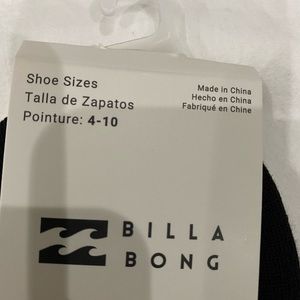 Shoe Sizes
Talla de Zapatos
Pointure: 4-10
Made in China
Hecho en China
Fabriqué en Chine
BILLA
BONG